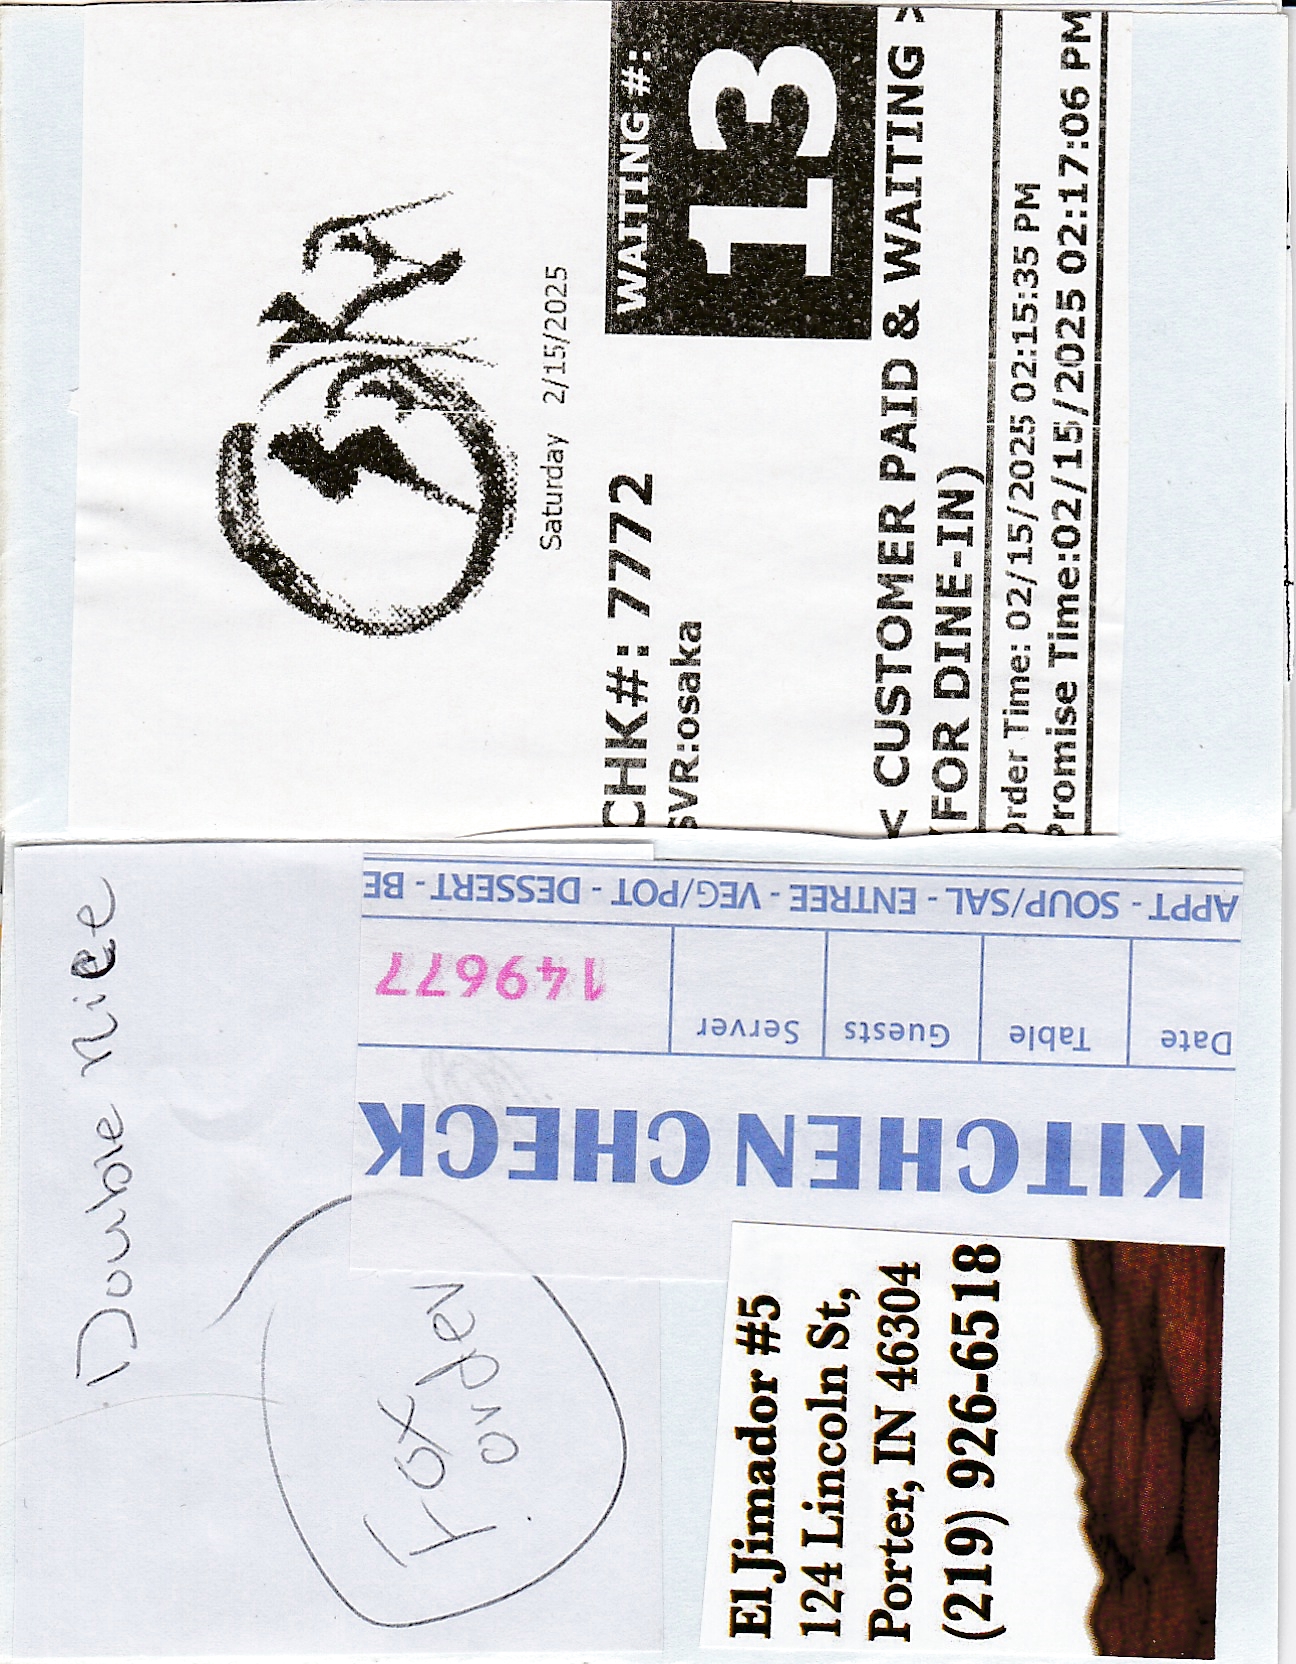 Saturday 2/15/2025
WAITING #:
13
CHK#: 7772
SVR:osaka
< CUSTOMER PAID & WAITING >
(FOR DINE-IN)
Order Time: 02/15/2025 02:15:35 PM
Promise Time:02/15/2025 02:17:06 PM
Double nice
Fox
order
KITCHEN CHECK
Date Table Guests Server 149677
APPT - SOUP/SAL - ENTREE - VEG/POT - DESSERT - BE
El Jimador #5
124 Lincoln St,
Porter, IN 46304
(219) 926-6518